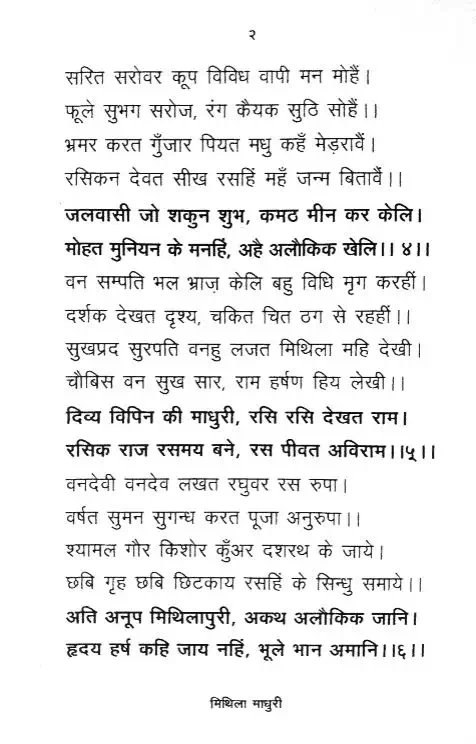 २
सरित सरोवर कूप विविध वापी मन मोहैं।
फूले सुभग सरोज, रंग कैयक सुठि सोहैं।।
भ्रमर करत गुँजार पियत मधु कहँ मेड़रावैं।
रसिकन देवत सीख रसहिं महँ जन्म बितावैं।।
जलवासी जो शकुन शुभ, कमठ मीन कर केलि।
मोहत मुनियन के मनहिं, अहै अलौकिक खेलि।। ४।।
वन सम्पति भल भ्राज़ केलि बहु विधि मृग करहीं।
दर्शक देखत दृश्य, चकित चित ठग से रहहीं।।
सुखप्रद सुरपति वनहु लजत मिथिला महि देखी।
चौबिस वन सुख सार, राम हर्षण हिय लेखी।।
दिव्य विपिन की माधुरी, रसि रसि देखत राम।
रसिक राज रसमय बने, रस पीवत अविराम।।५।।
वनदेवी वनदेव लखत रघुवर रस रुपा।
वर्षत सुमन सुगन्ध करत पूजा अनुरुपा।।
श्यामल गौर किशोर कुँअर दशरथ के जाये।
छबि गृह छबि छिटकाय रसहिं के सिन्धु समाये।।
अति अनूप मिथिलापुरी, अकथ अलौकिक जानि।
हृदय हर्ष कहि जाय नहिं, भूले भान अमानि।।६।।
मिथिला माधुरी